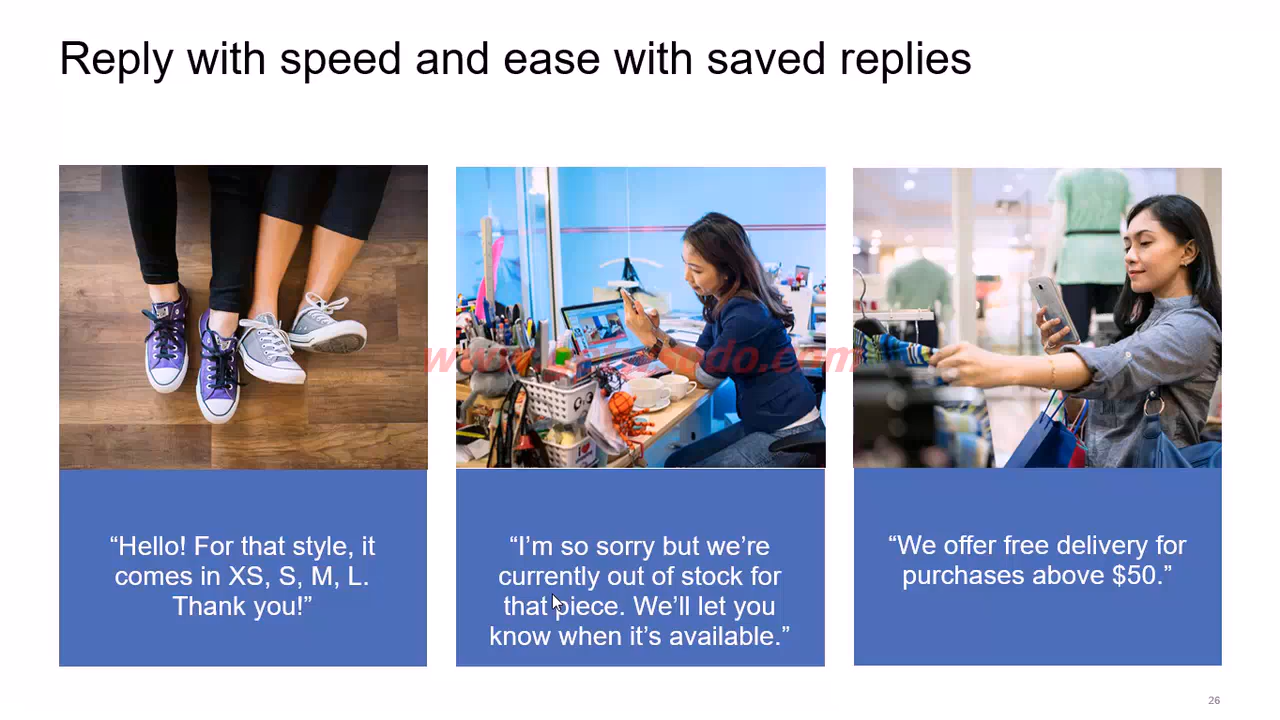 Reply with speed and ease with saved replies
“Hello! For that style, it
comes in XS, S, M, L.
Thank you!”
“I’m so sorry but we’re
currently out of stock for
that piece. We’ll let you
know when it’s available.”
“We offer free delivery for
purchases above $50.”
26